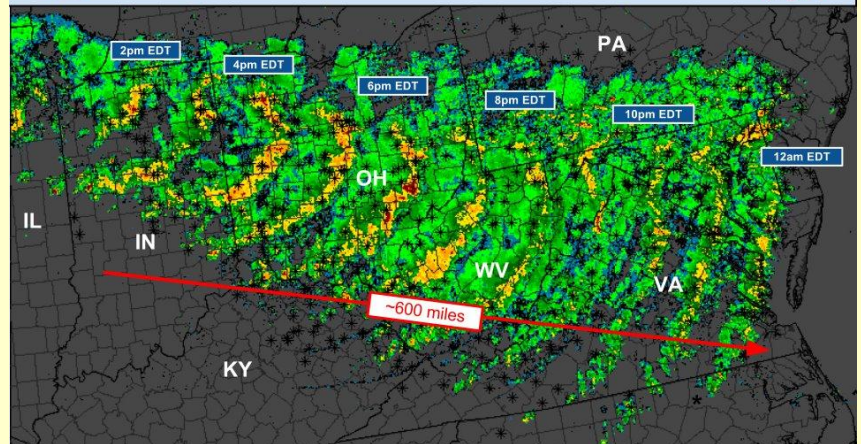 2pm EDT
4pm EDT
6pm EDT
8pm EDT
10pm EDT
12am EDT
PA
OH
IL
IN
WV
VA
KY
~600 miles